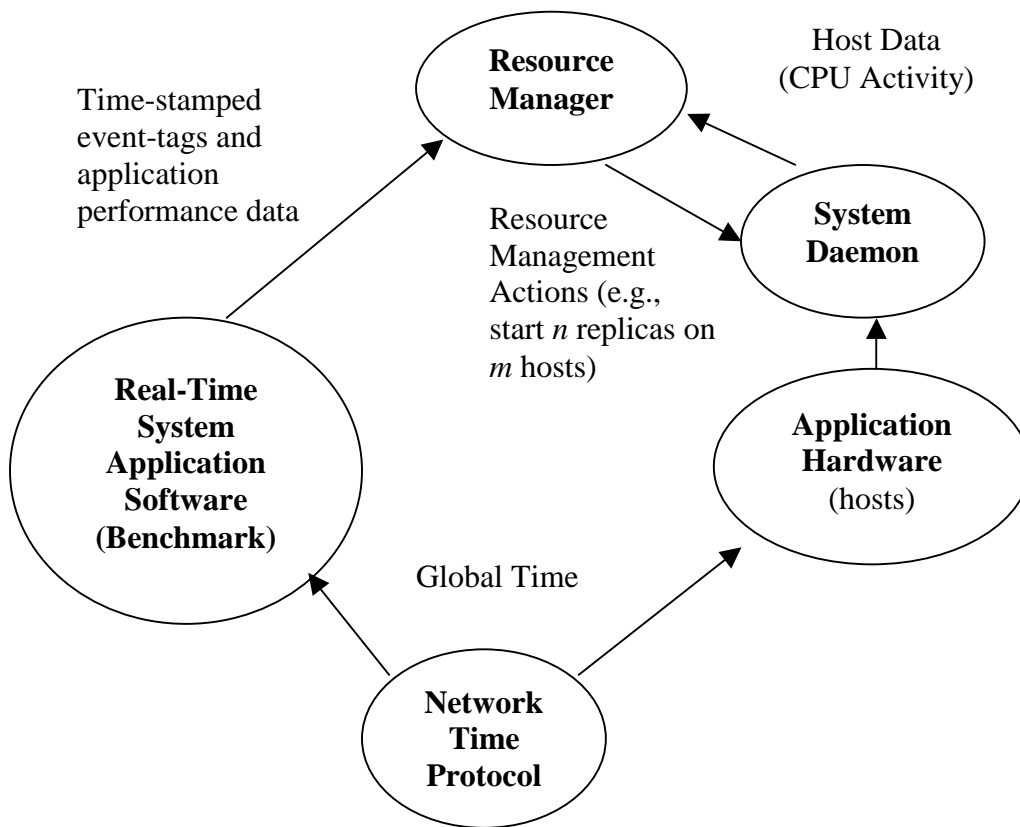 Resource
Manager
Host Data
(CPU Activity)
Time-stamped
event-tags and
application
performance data
System
Daemon
Resource
Management
Actions (e.g.,
start n replicas on
m hosts)
Real-Time
System
Application
Software
(Benchmark)
Application
Hardware
(hosts)
Global Time
Network
Time
Protocol